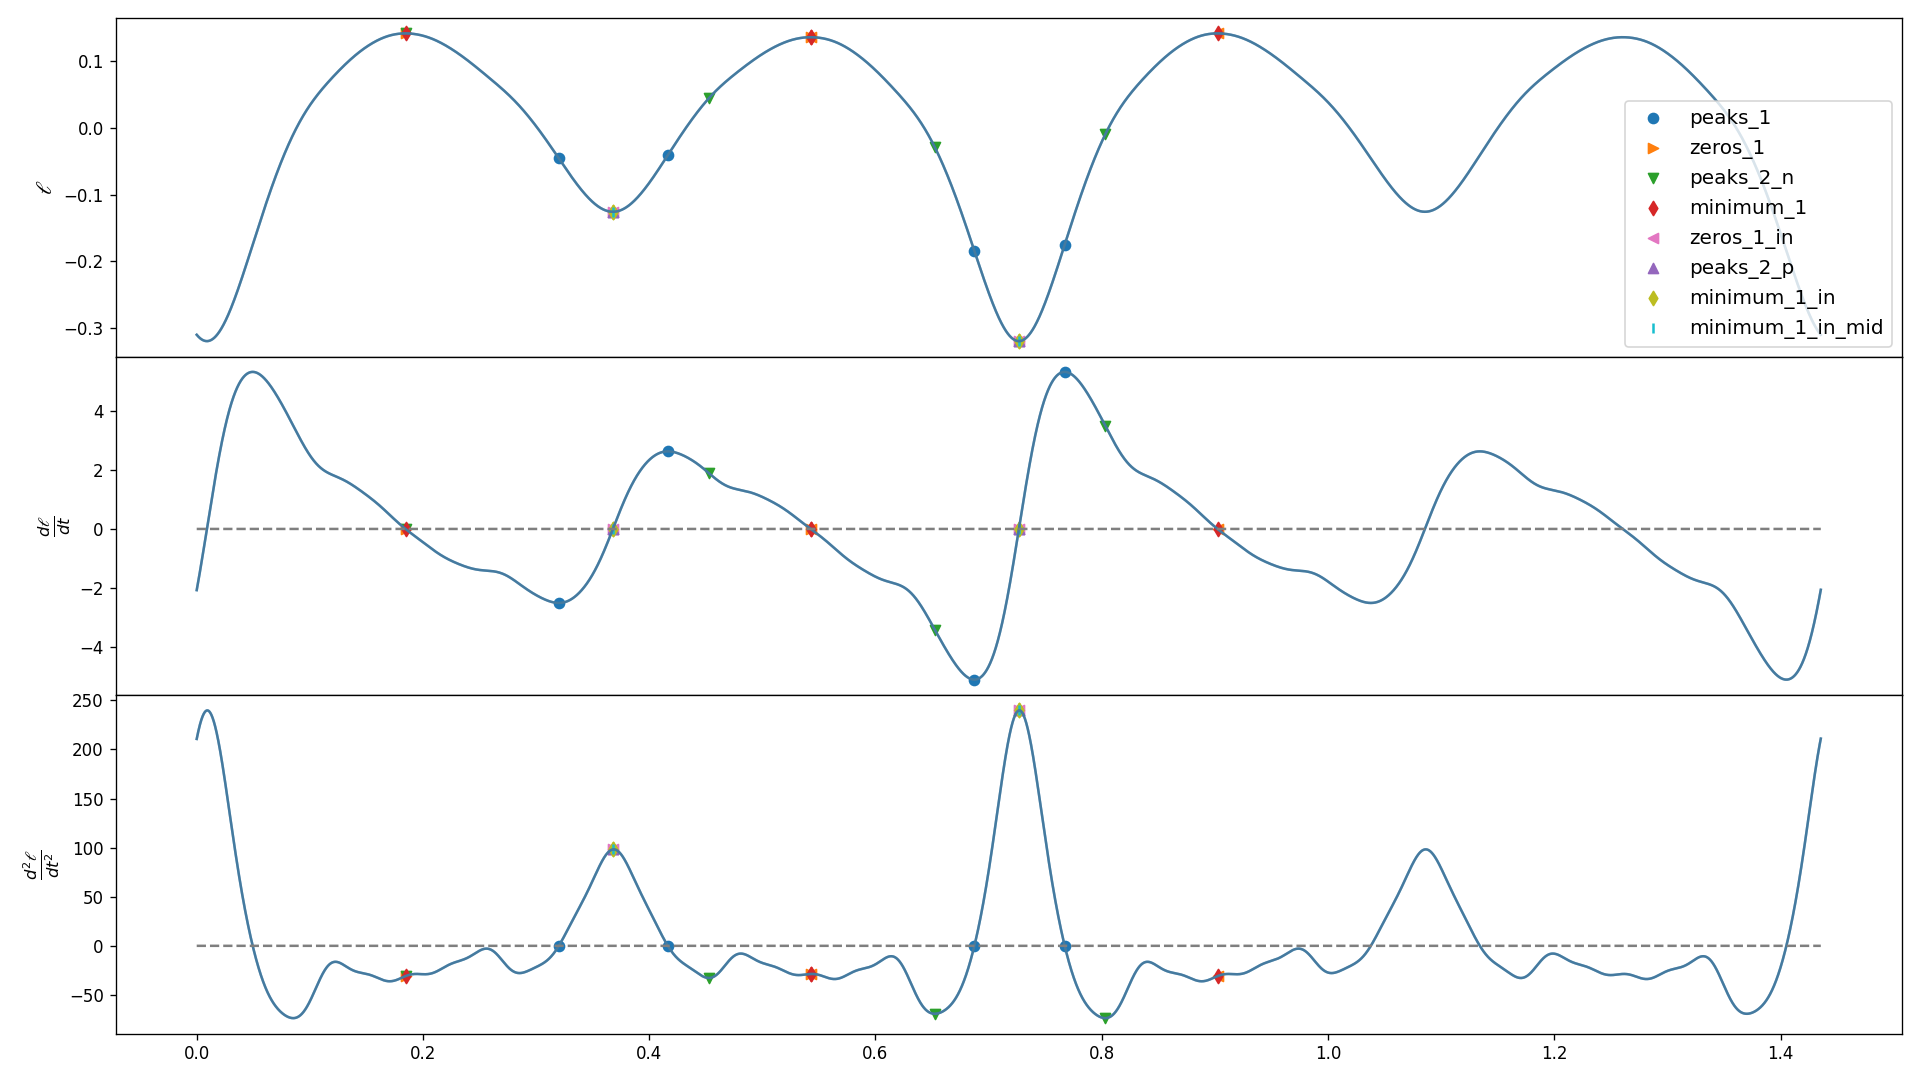 0.1
0.0
−0.1
−0.2
−0.3
ℓ
peaks_1
zeros_1
peaks_2_n
minimum_1
zeros_1_in
peaks_2_p
minimum_1_in
minimum_1_in_mid
4
2
0
−2
−4
dℓ
dt
250
200
150
100
50
0
−50
d²ℓ
dt²
0.0 0.2 0.4 0.6 0.8 1.0 1.2 1.4